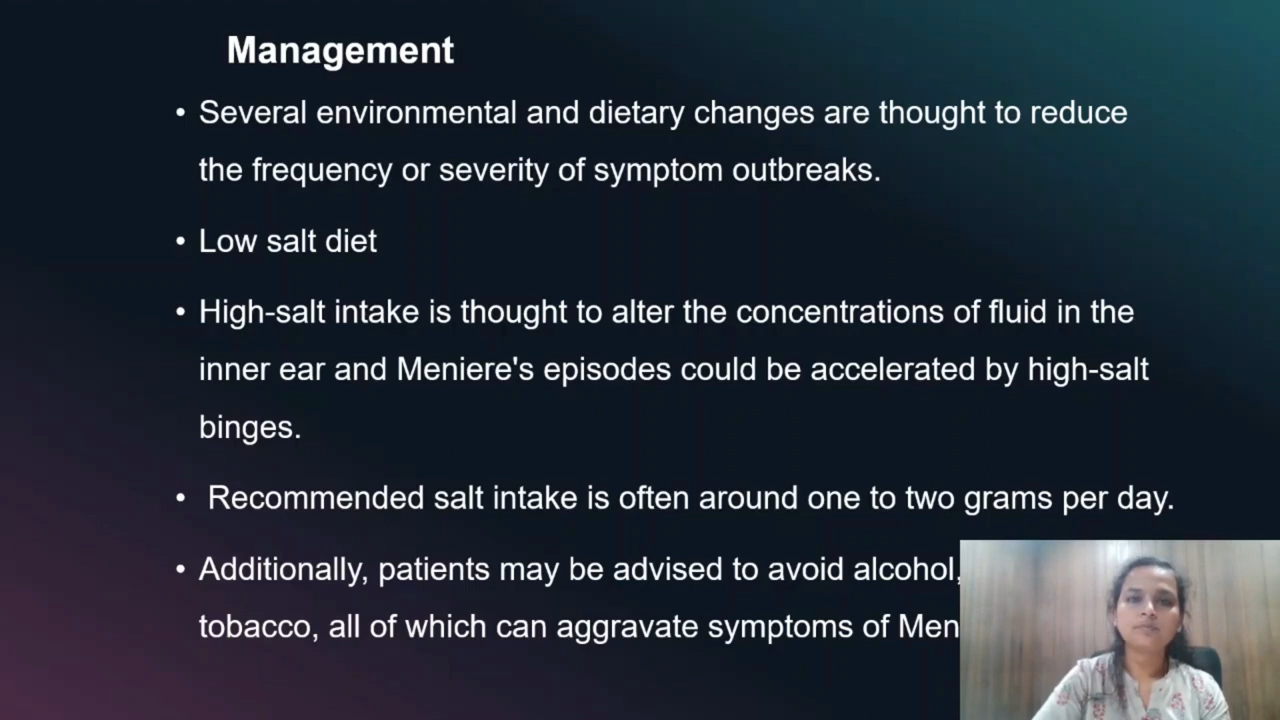 Management
• Several environmental and dietary changes are thought to reduce
the frequency or severity of symptom outbreaks.
• Low salt diet
• High-salt intake is thought to alter the concentrations of fluid in the
inner ear and Meniere's episodes could be accelerated by high-salt
binges.
• Recommended salt intake is often around one to two grams per day.
• Additionally, patients may be advised to avoid alcohol,
tobacco, all of which can aggravate symptoms of Men